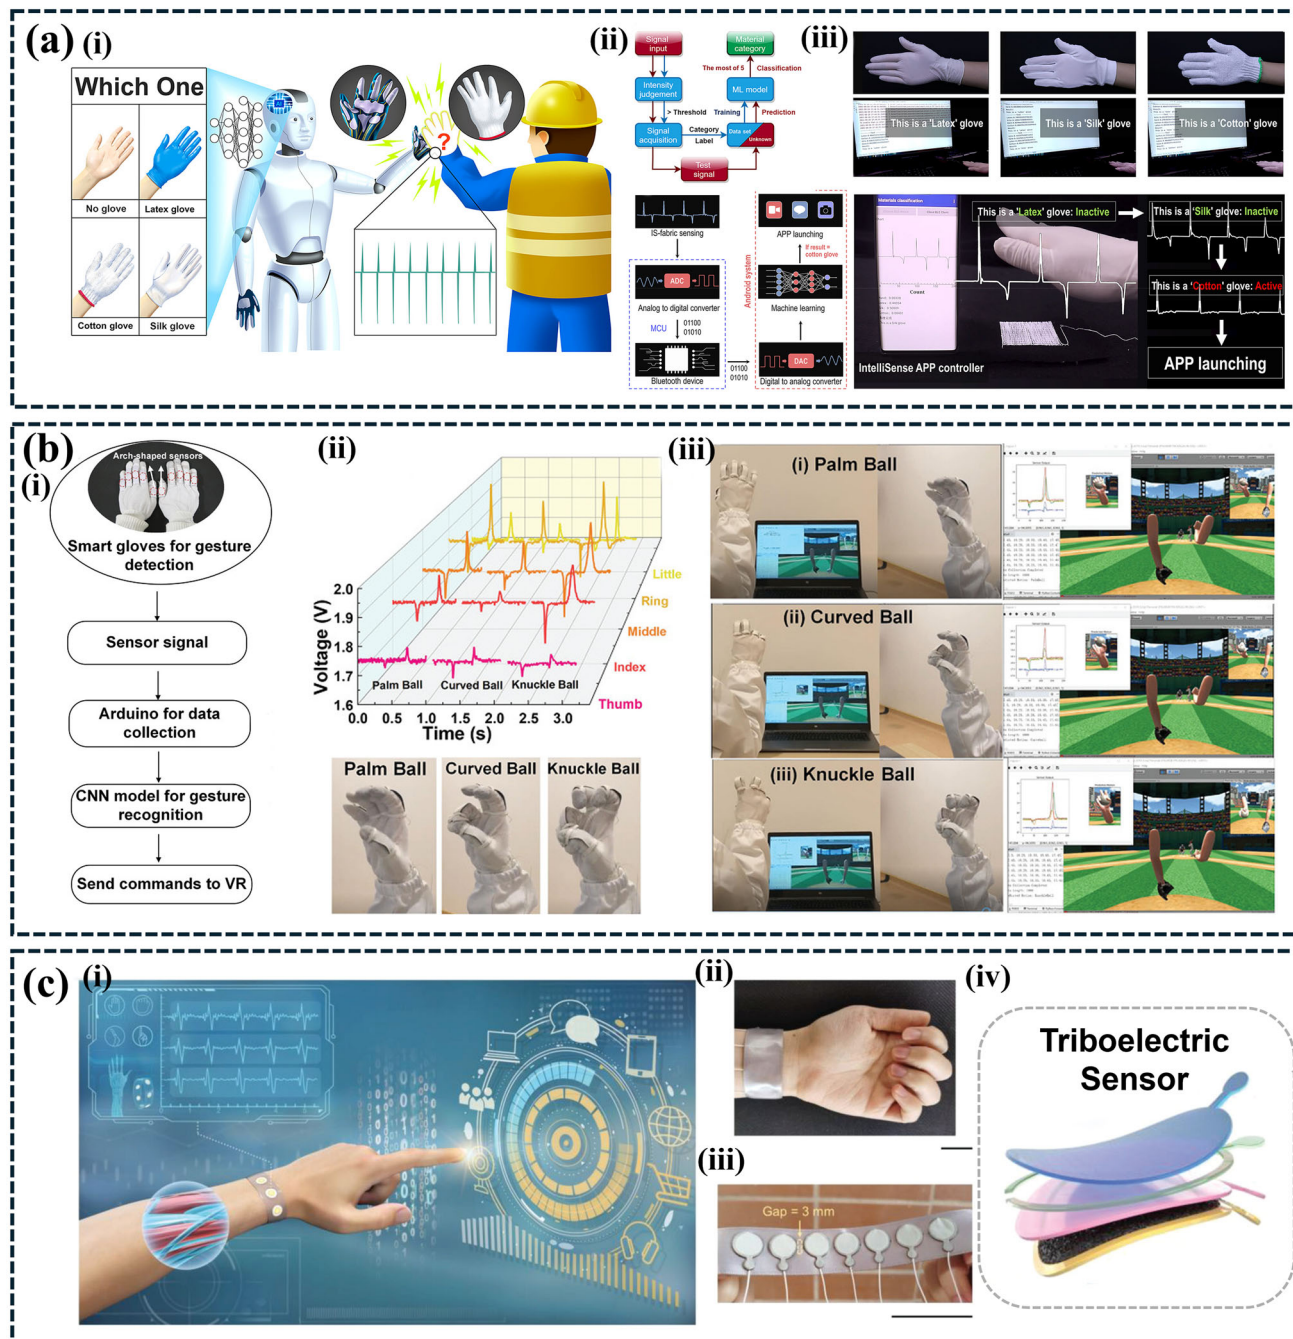 (a)
(i)
Which One
No glove
Latex glove
Cotton glove
Silk glove
?
(ii)
Signal input
Material category
The most of 5
Classification
Intensity judgement
ML model
> Threshold
Training
Prediction
Signal acquisition
Category Label
Data set
Unknown
Test signal
IS-fabric sensing
ADC
Analog to digital converter
MCU
01100
01010
Bluetooth device
01100
01010
Android system
APP launching
If result = cotton glove
Machine learning
DAC
Digital to analog converter
(iii)
This is a 'Latex' glove
This is a 'Silk' glove
This is a 'Cotton' glove
Materials classification
Count
IntelliSense APP controller
This is a 'Latex' glove: Inactive
This is a 'Silk' glove: Inactive
This is a 'Cotton' glove: Active
APP launching
(b)
(i)
Arch-shaped sensors
Smart gloves for gesture
detection
Sensor signal
Arduino for data
collection
CNN model for gesture
recognition
Send commands to VR
(ii)
Voltage (V)
2.0
1.9
1.8
1.7
1.6
0.0 0.5 1.0 1.5 2.0 2.5 3.0
Time (s)
Little
Ring
Middle
Index
Thumb
Palm Ball
Curved Ball
Knuckle Ball
Palm Ball
Curved Ball
Knuckle Ball
(iii)
(i) Palm Ball
(ii) Curved Ball
(iii) Knuckle Ball
(c)
(i)
(ii)
(iii)
Gap = 3 mm
(iv)
Triboelectric
Sensor